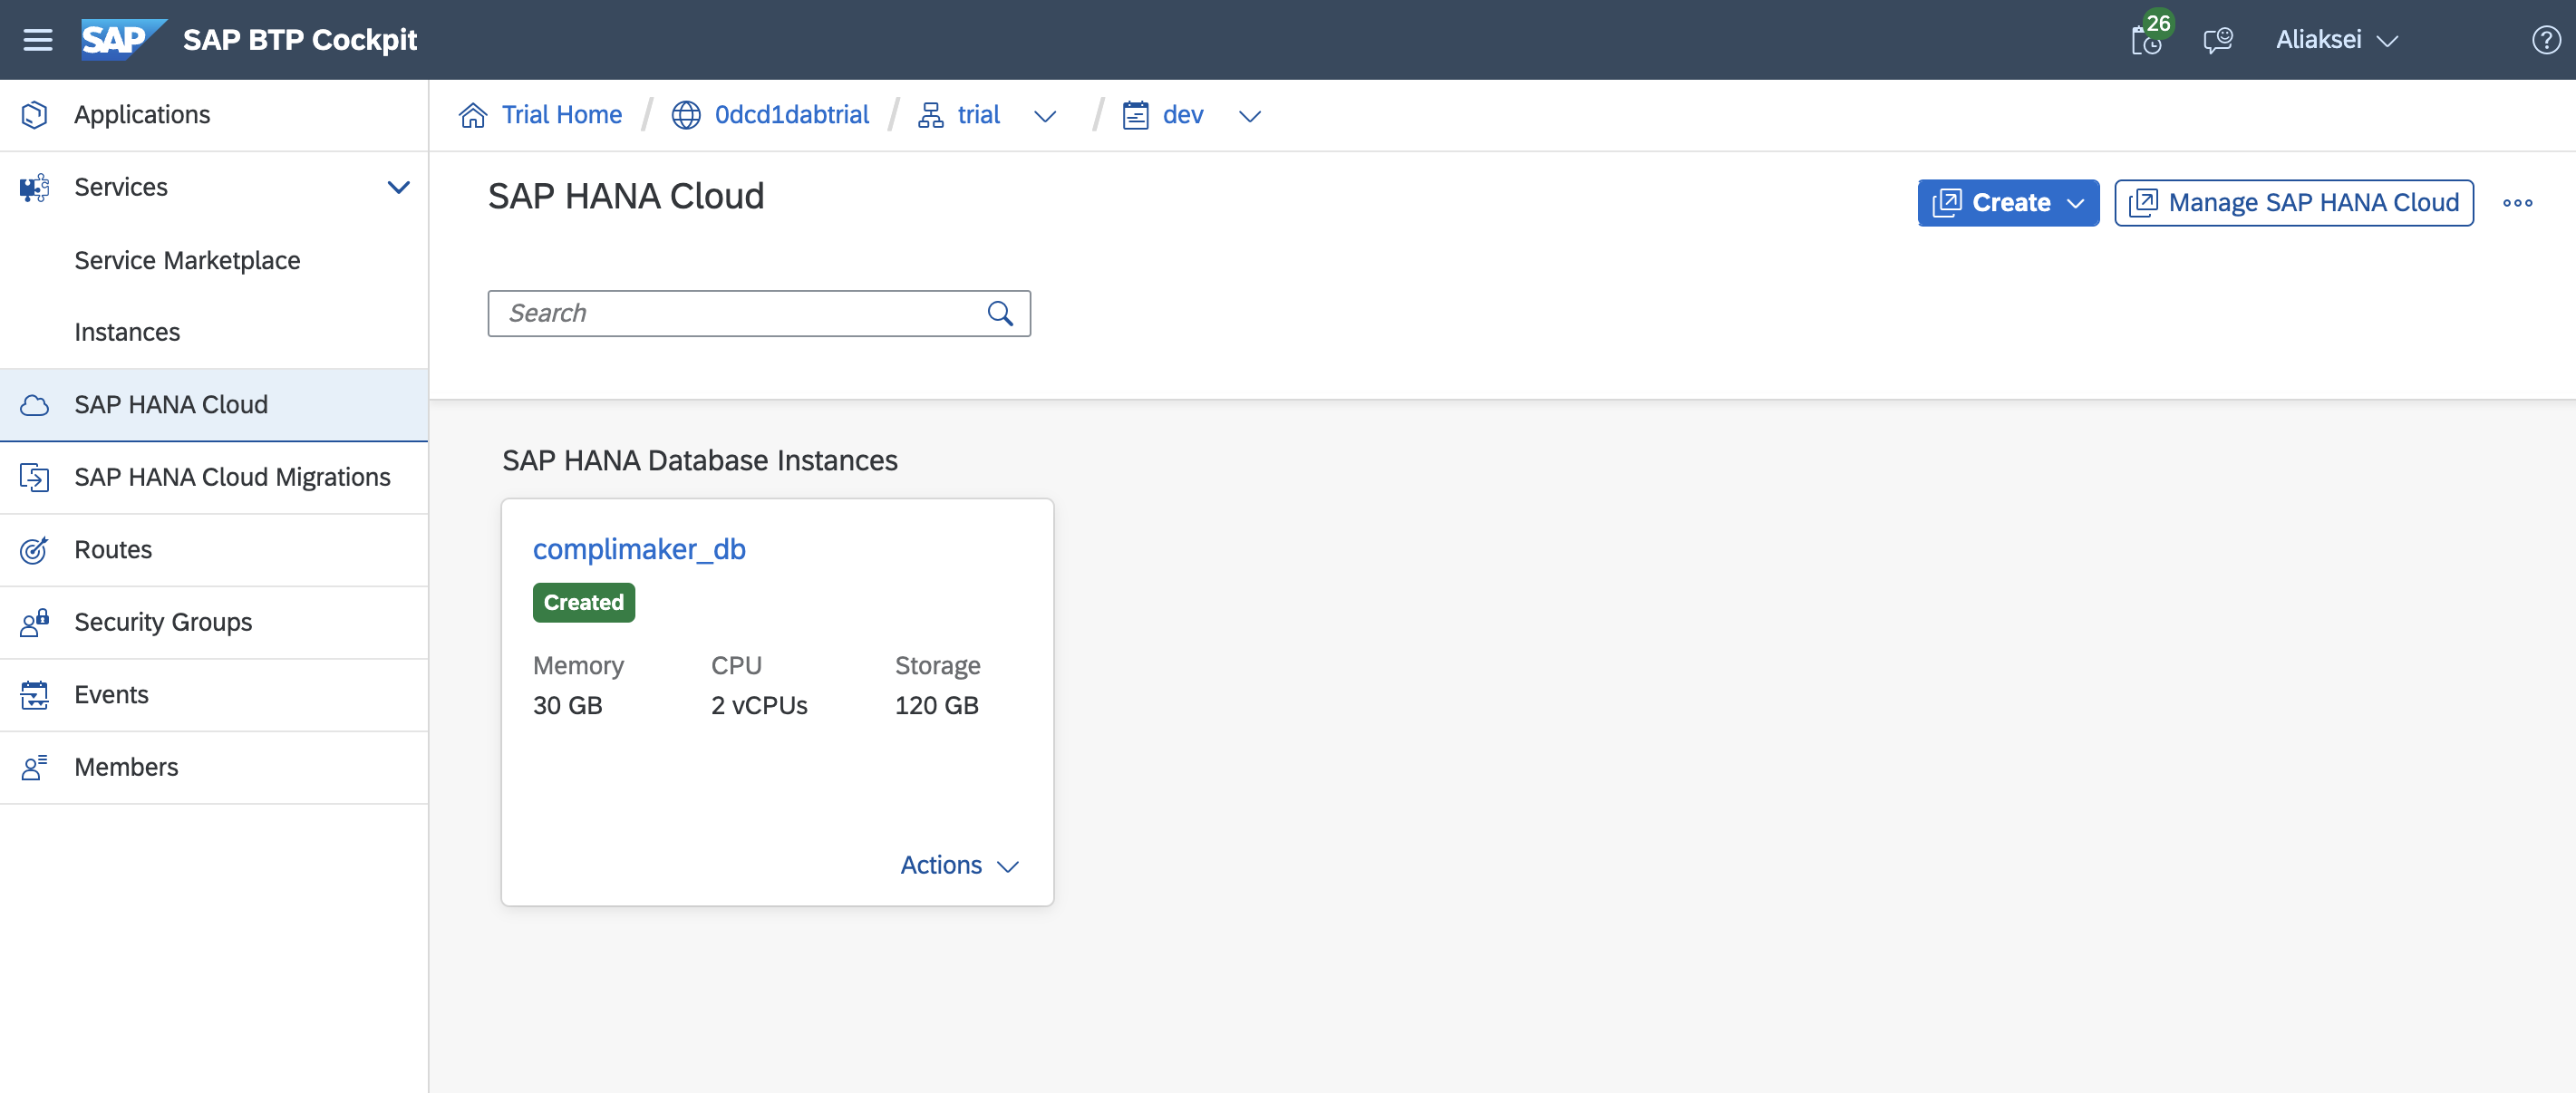 SAP SAP BTP Cockpit 26 Aliaksei
Applications
Services
Service Marketplace
Instances
SAP HANA Cloud
SAP HANA Cloud Migrations
Routes
Security Groups
Events
Members
Trial Home / 0dcd1dabtrial / trial / dev
SAP HANA Cloud
Create
Manage SAP HANA Cloud
Search
SAP HANA Database Instances
complimaker_db
Created
Memory CPU Storage
30 GB 2 vCPUs 120 GB
Actions